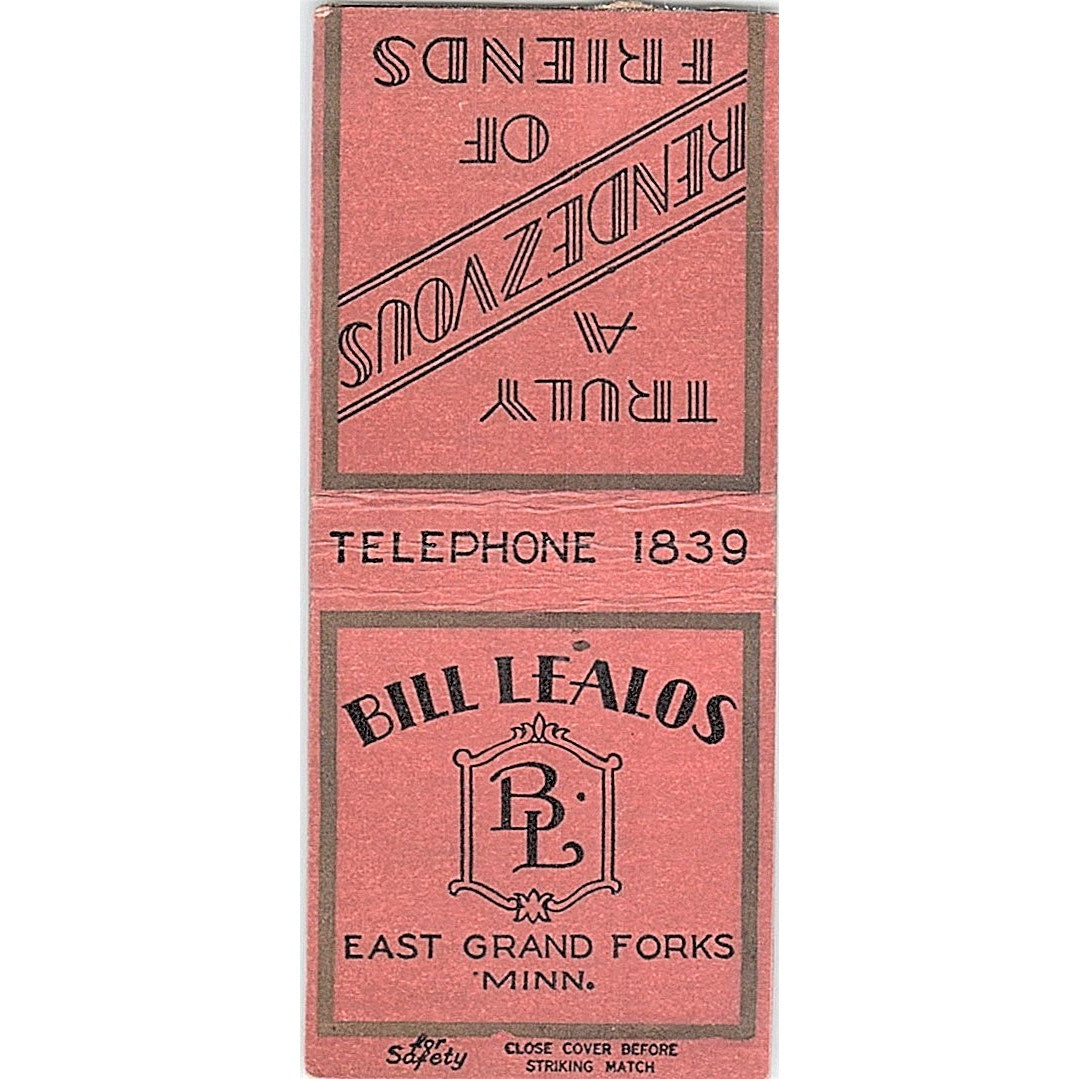 TRULY
A
RENDEZVOUS
OF
FRIENDS
TELEPHONE 1839
BILL LEALOS
B.
L
EAST GRAND FORKS
MINN.
for
Safety
CLOSE COVER BEFORE
STRIKING MATCH